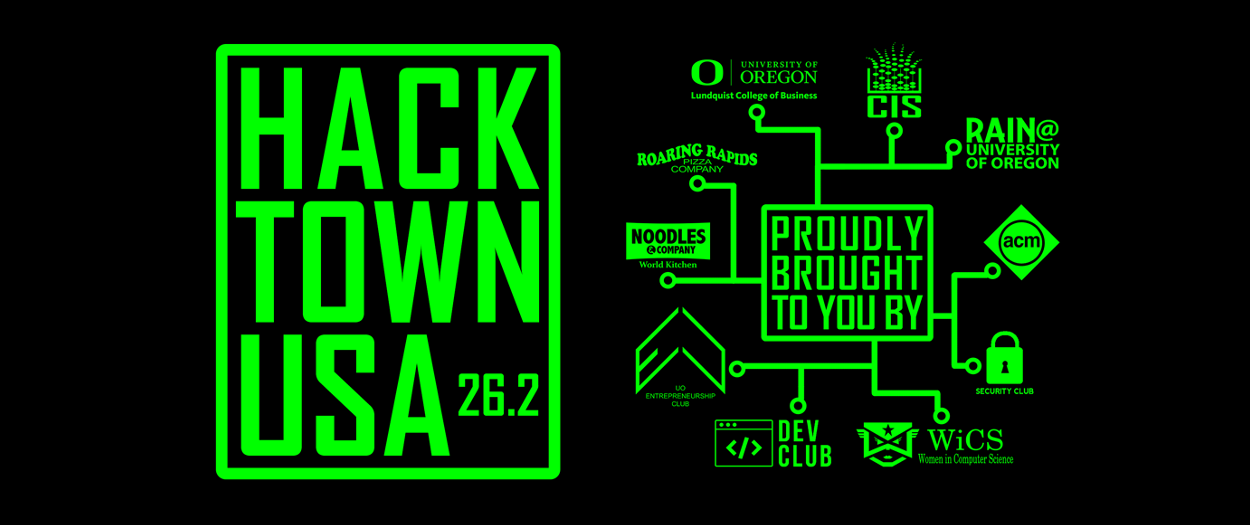 HACK
TOWN
USA 26.2
UNIVERSITY OF
OREGON
Lundquist College of Business
CIS
RAIN@
UNIVERSITY
OF OREGON
ROARING RAPIDS
PIZZA
COMPANY
NOODLES
& COMPANY
World Kitchen
PROUDLY
BROUGHT
TO YOU BY
acm
SECURITY CLUB
UO
ENTREPRENEURSHIP
CLUB
</>
DEV
CLUB
WiCS
Women in Computer Science